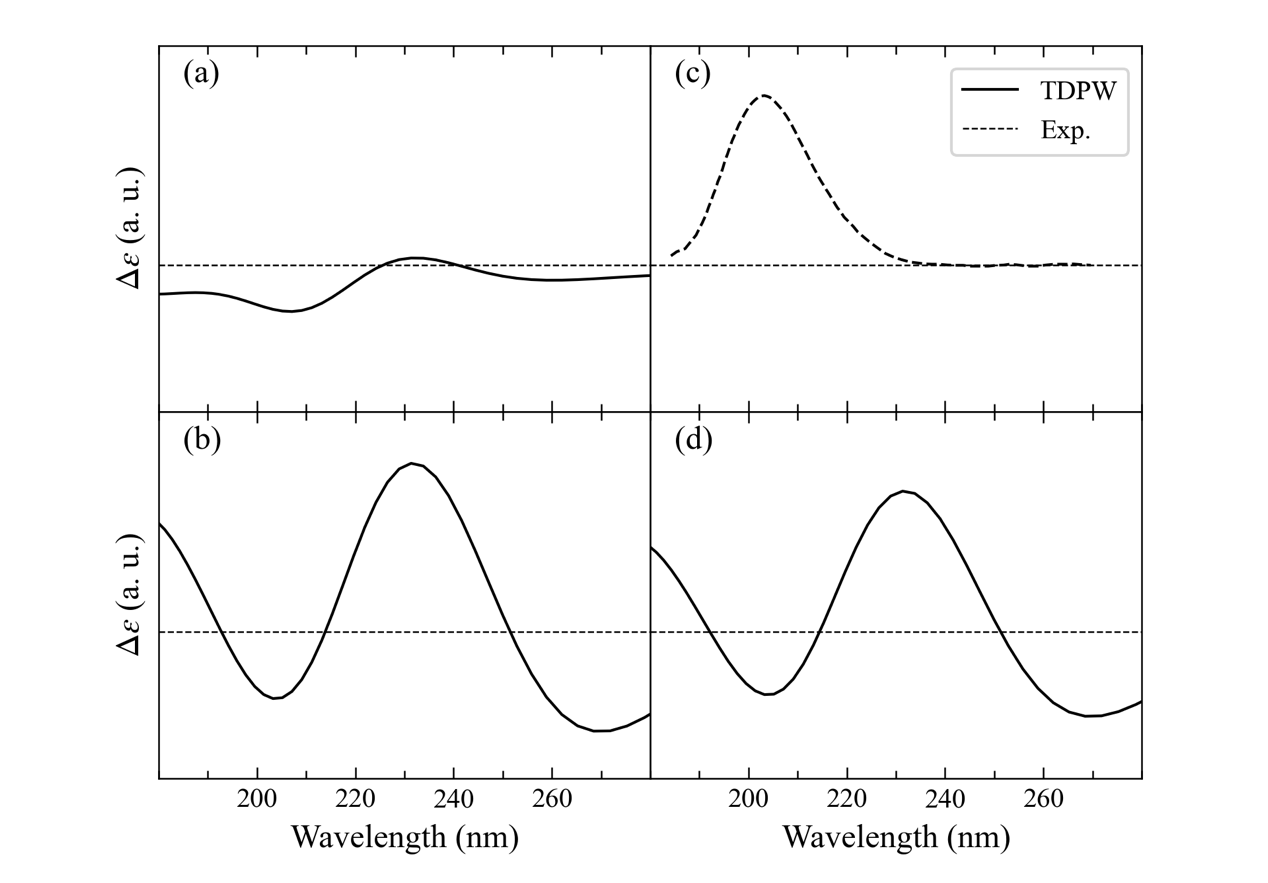 (a)
(c)
TDPW
Exp.
Δε (a. u.)
(b)
(d)
Δε (a. u.)
200 220 240 260
200 220 240 260
Wavelength (nm)
Wavelength (nm)